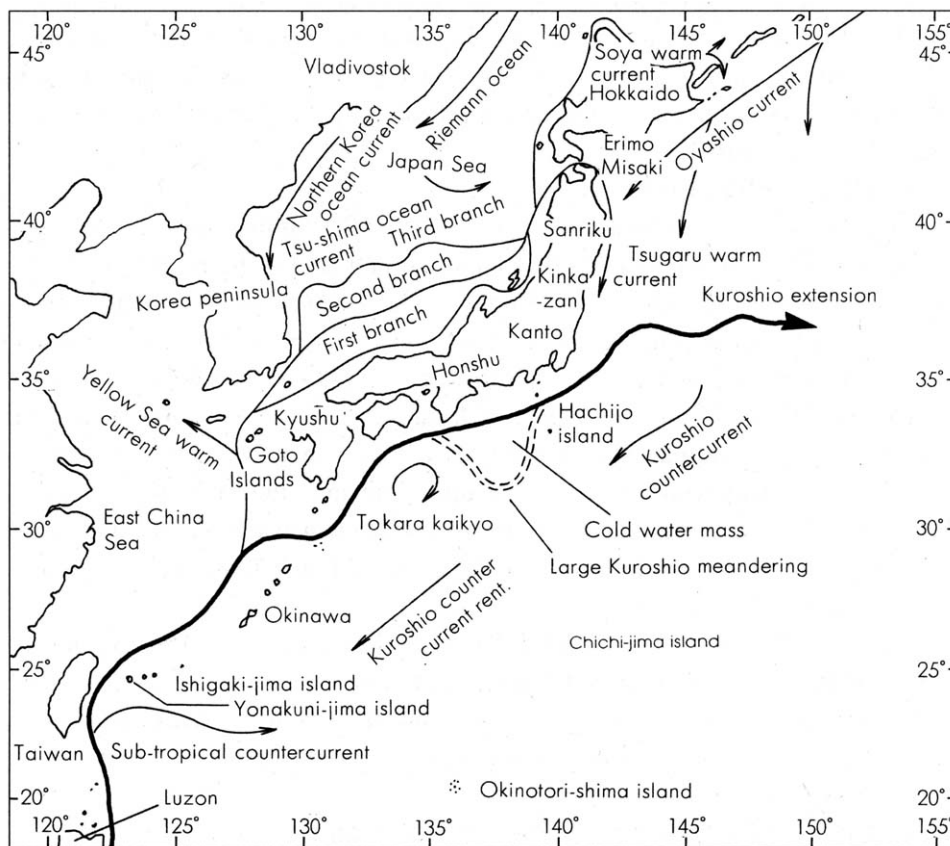 120° 125° 130° 135° 140° 145° 150° 155°
45°
45°
Vladivostok
Riemann ocean
Soya warm
current
Hokkaido
Northern Korea
ocean current
Japan Sea
Erimo
Misaki
Oyashio current
40°
40°
Tsu-shima ocean
current
Third branch
Second branch
First branch
Sanriku
Tsugaru warm
current
Korea peninsula
Kinka
-zan
Kuroshio extension
Kanto
Honshu
35°
35°
Yellow Sea warm
current
Kyushu
Hachijo
island
Kuroshio
countercurrent
Goto
Islands
East China
Sea
Tokara kaikyo
Cold water mass
30°
30°
Large Kuroshio meandering
Okinawa
Kuroshio counter
current rent.
Chichi-jima island
25°
25°
Ishigaki-jima island
Yonakuni-jima island
Taiwan
Sub-tropical countercurrent
Okinotori-shima island
20°
20°
Luzon
120° 125° 130° 135° 140° 145° 150° 155°